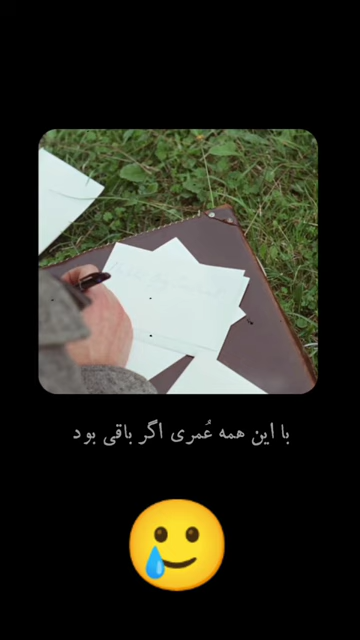 با این همه عُمری اگر باقی بود